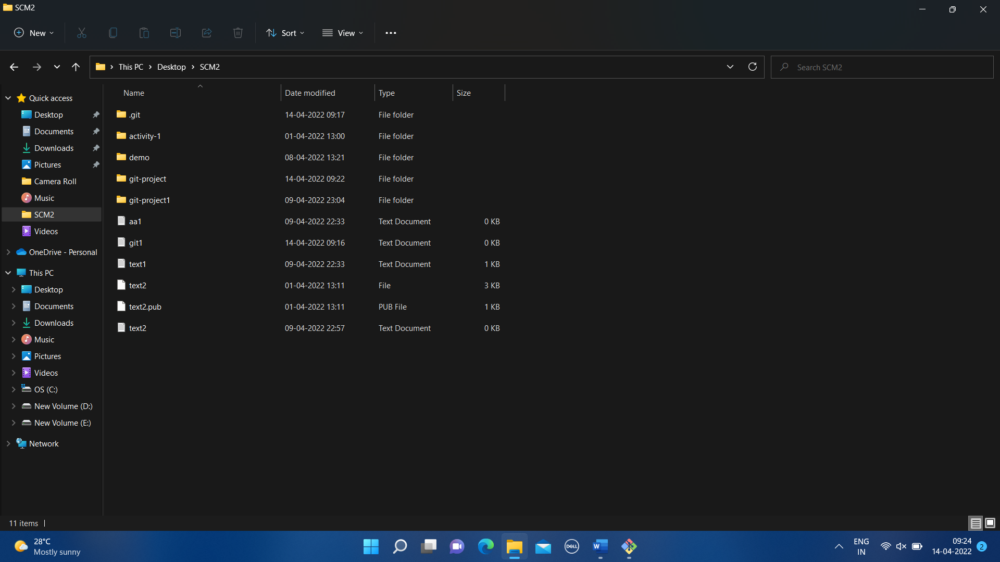 SCM2
New
Sort
View
This PC > Desktop > SCM2
Search SCM2
Name Date modified Type Size
Quick access
Desktop
Documents
Downloads
Pictures
Camera Roll
Music
SCM2
Videos
OneDrive - Personal
This PC
Desktop
Documents
Downloads
Music
Pictures
Videos
OS (C:)
New Volume (D:)
New Volume (E:)
Network
.git 14-04-2022 09:17 File folder
activity-1 01-04-2022 13:00 File folder
demo 08-04-2022 13:21 File folder
git-project 14-04-2022 09:22 File folder
git-project1 09-04-2022 23:04 File folder
aa1 09-04-2022 22:33 Text Document 0 KB
git1 14-04-2022 09:16 Text Document 0 KB
text1 09-04-2022 22:33 Text Document 1 KB
text2 01-04-2022 13:11 File 3 KB
text2.pub 01-04-2022 13:11 PUB File 1 KB
text2 09-04-2022 22:57 Text Document 0 KB
11 items
28°C
Mostly sunny
DELL
W
ENG
IN
09:24
14-04-2022
2